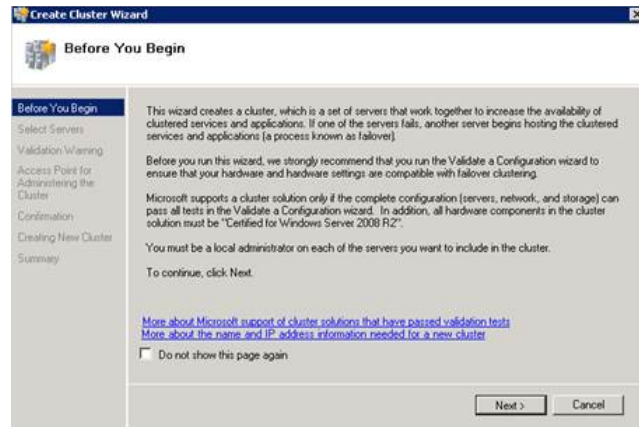 Create Cluster Wizard
Before You Begin
Before You Begin
Select Servers
Validation Warning
Access Point for
Administering the
Cluster
Confirmation
Creating New Cluster
Summary
This wizard creates a cluster, which is a set of servers that work together to increase the availability of
clustered services and applications. If one of the servers fails, another server begins hosting the clustered
services and applications (a process known as failover).
Before you run this wizard, we strongly recommend that you run the Validate a Configuration wizard to
ensure that your hardware and hardware settings are compatible with failover clustering.
Microsoft supports a cluster solution only if the complete configuration (servers, network, and storage) can
pass all tests in the Validate a Configuration wizard. In addition, all hardware components in the cluster
solution must be "Certified for Windows Server 2008 R2".
You must be a local administrator on each of the servers you want to include in the cluster.
To continue, click Next.
More about Microsoft support of cluster solutions that have passed validation tests
More about the name and IP address information needed for a new cluster
Do not show this page again
Next >
Cancel